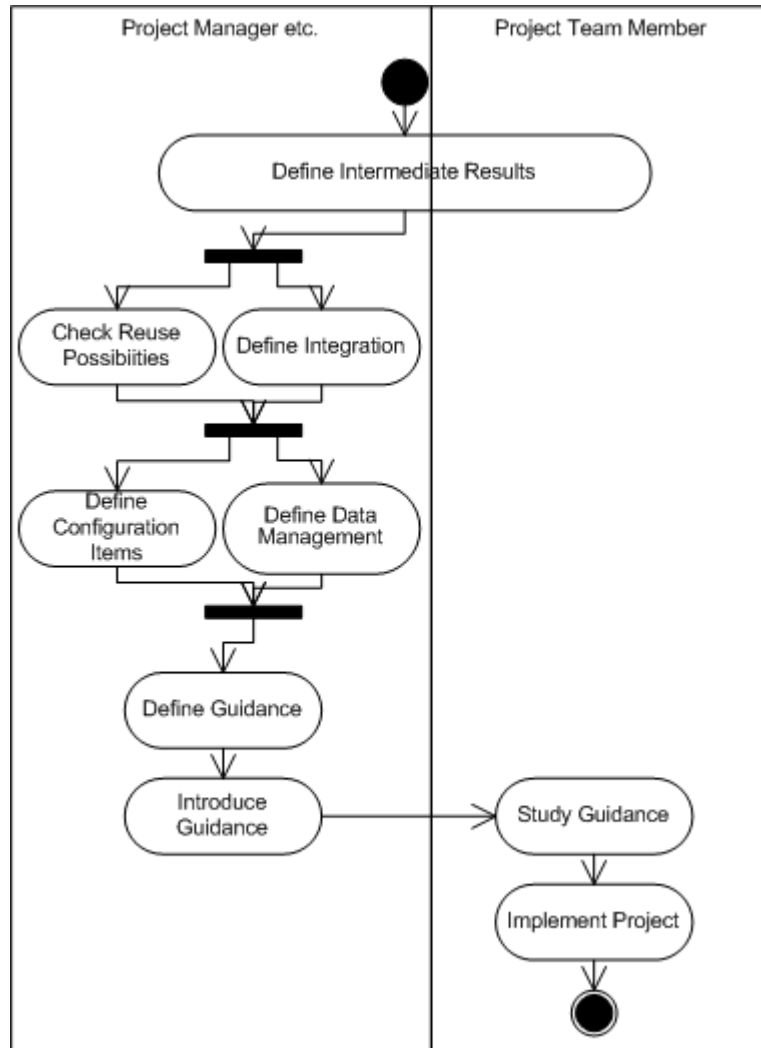 Project Manager etc.
Project Team Member
Define Intermediate Results
Check Reuse
Possibiities
Define Integration
Define
Configuration
Items
Define Data
Management
Define Guidance
Introduce
Guidance
Study Guidance
Implement Project